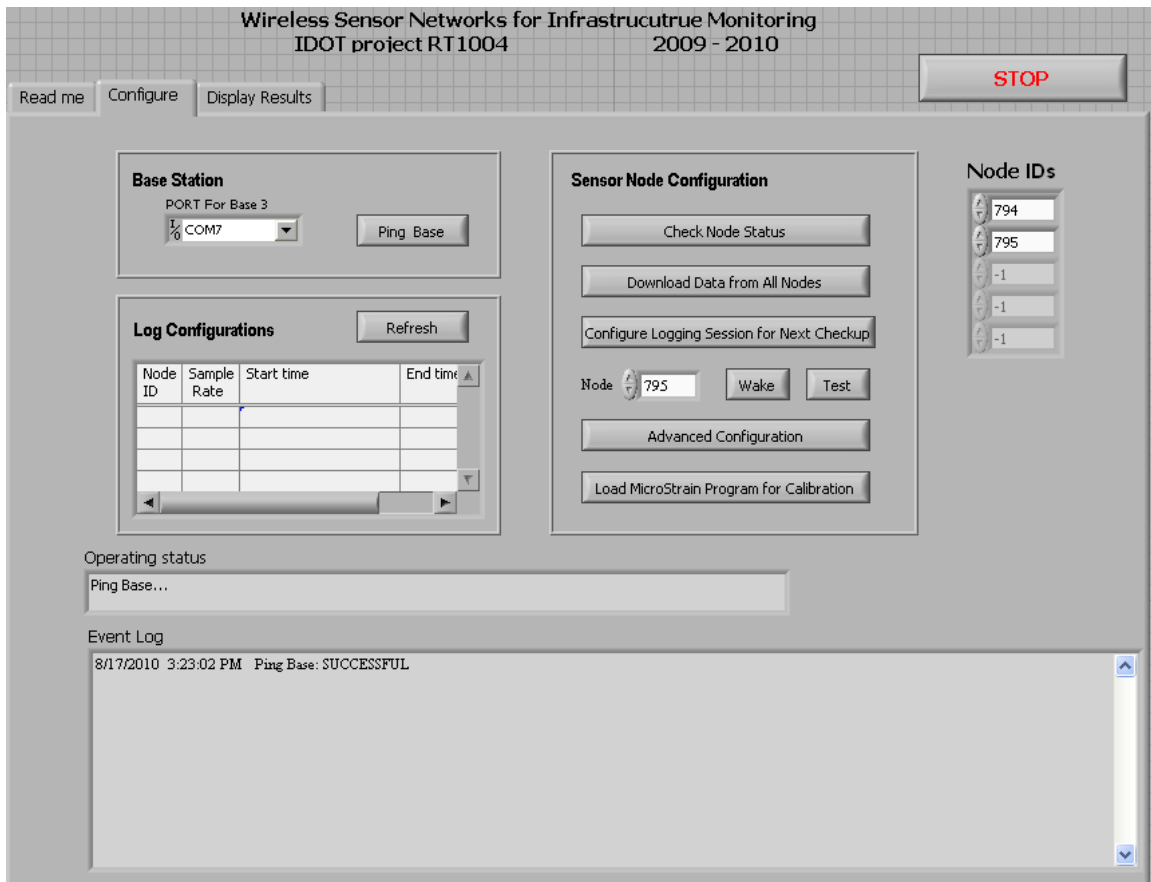 Wireless Sensor Networks for Infrastrucutrue Monitoring
IDOT project RT1004 2009 - 2010
STOP
Read me Configure Display Results
Base Station
PORT For Base 3
I/O COM7
Ping Base
Log Configurations
Refresh
Node ID Sample Rate Start time End time
Sensor Node Configuration
Check Node Status
Download Data from All Nodes
Configure Logging Session for Next Checkup
Node 795 Wake Test
Advanced Configuration
Load MicroStrain Program for Calibration
Node IDs
794
795
-1
-1
-1
Operating status
Ping Base...
Event Log
8/17/2010 3:23:02 PM Ping Base: SUCCESSFUL